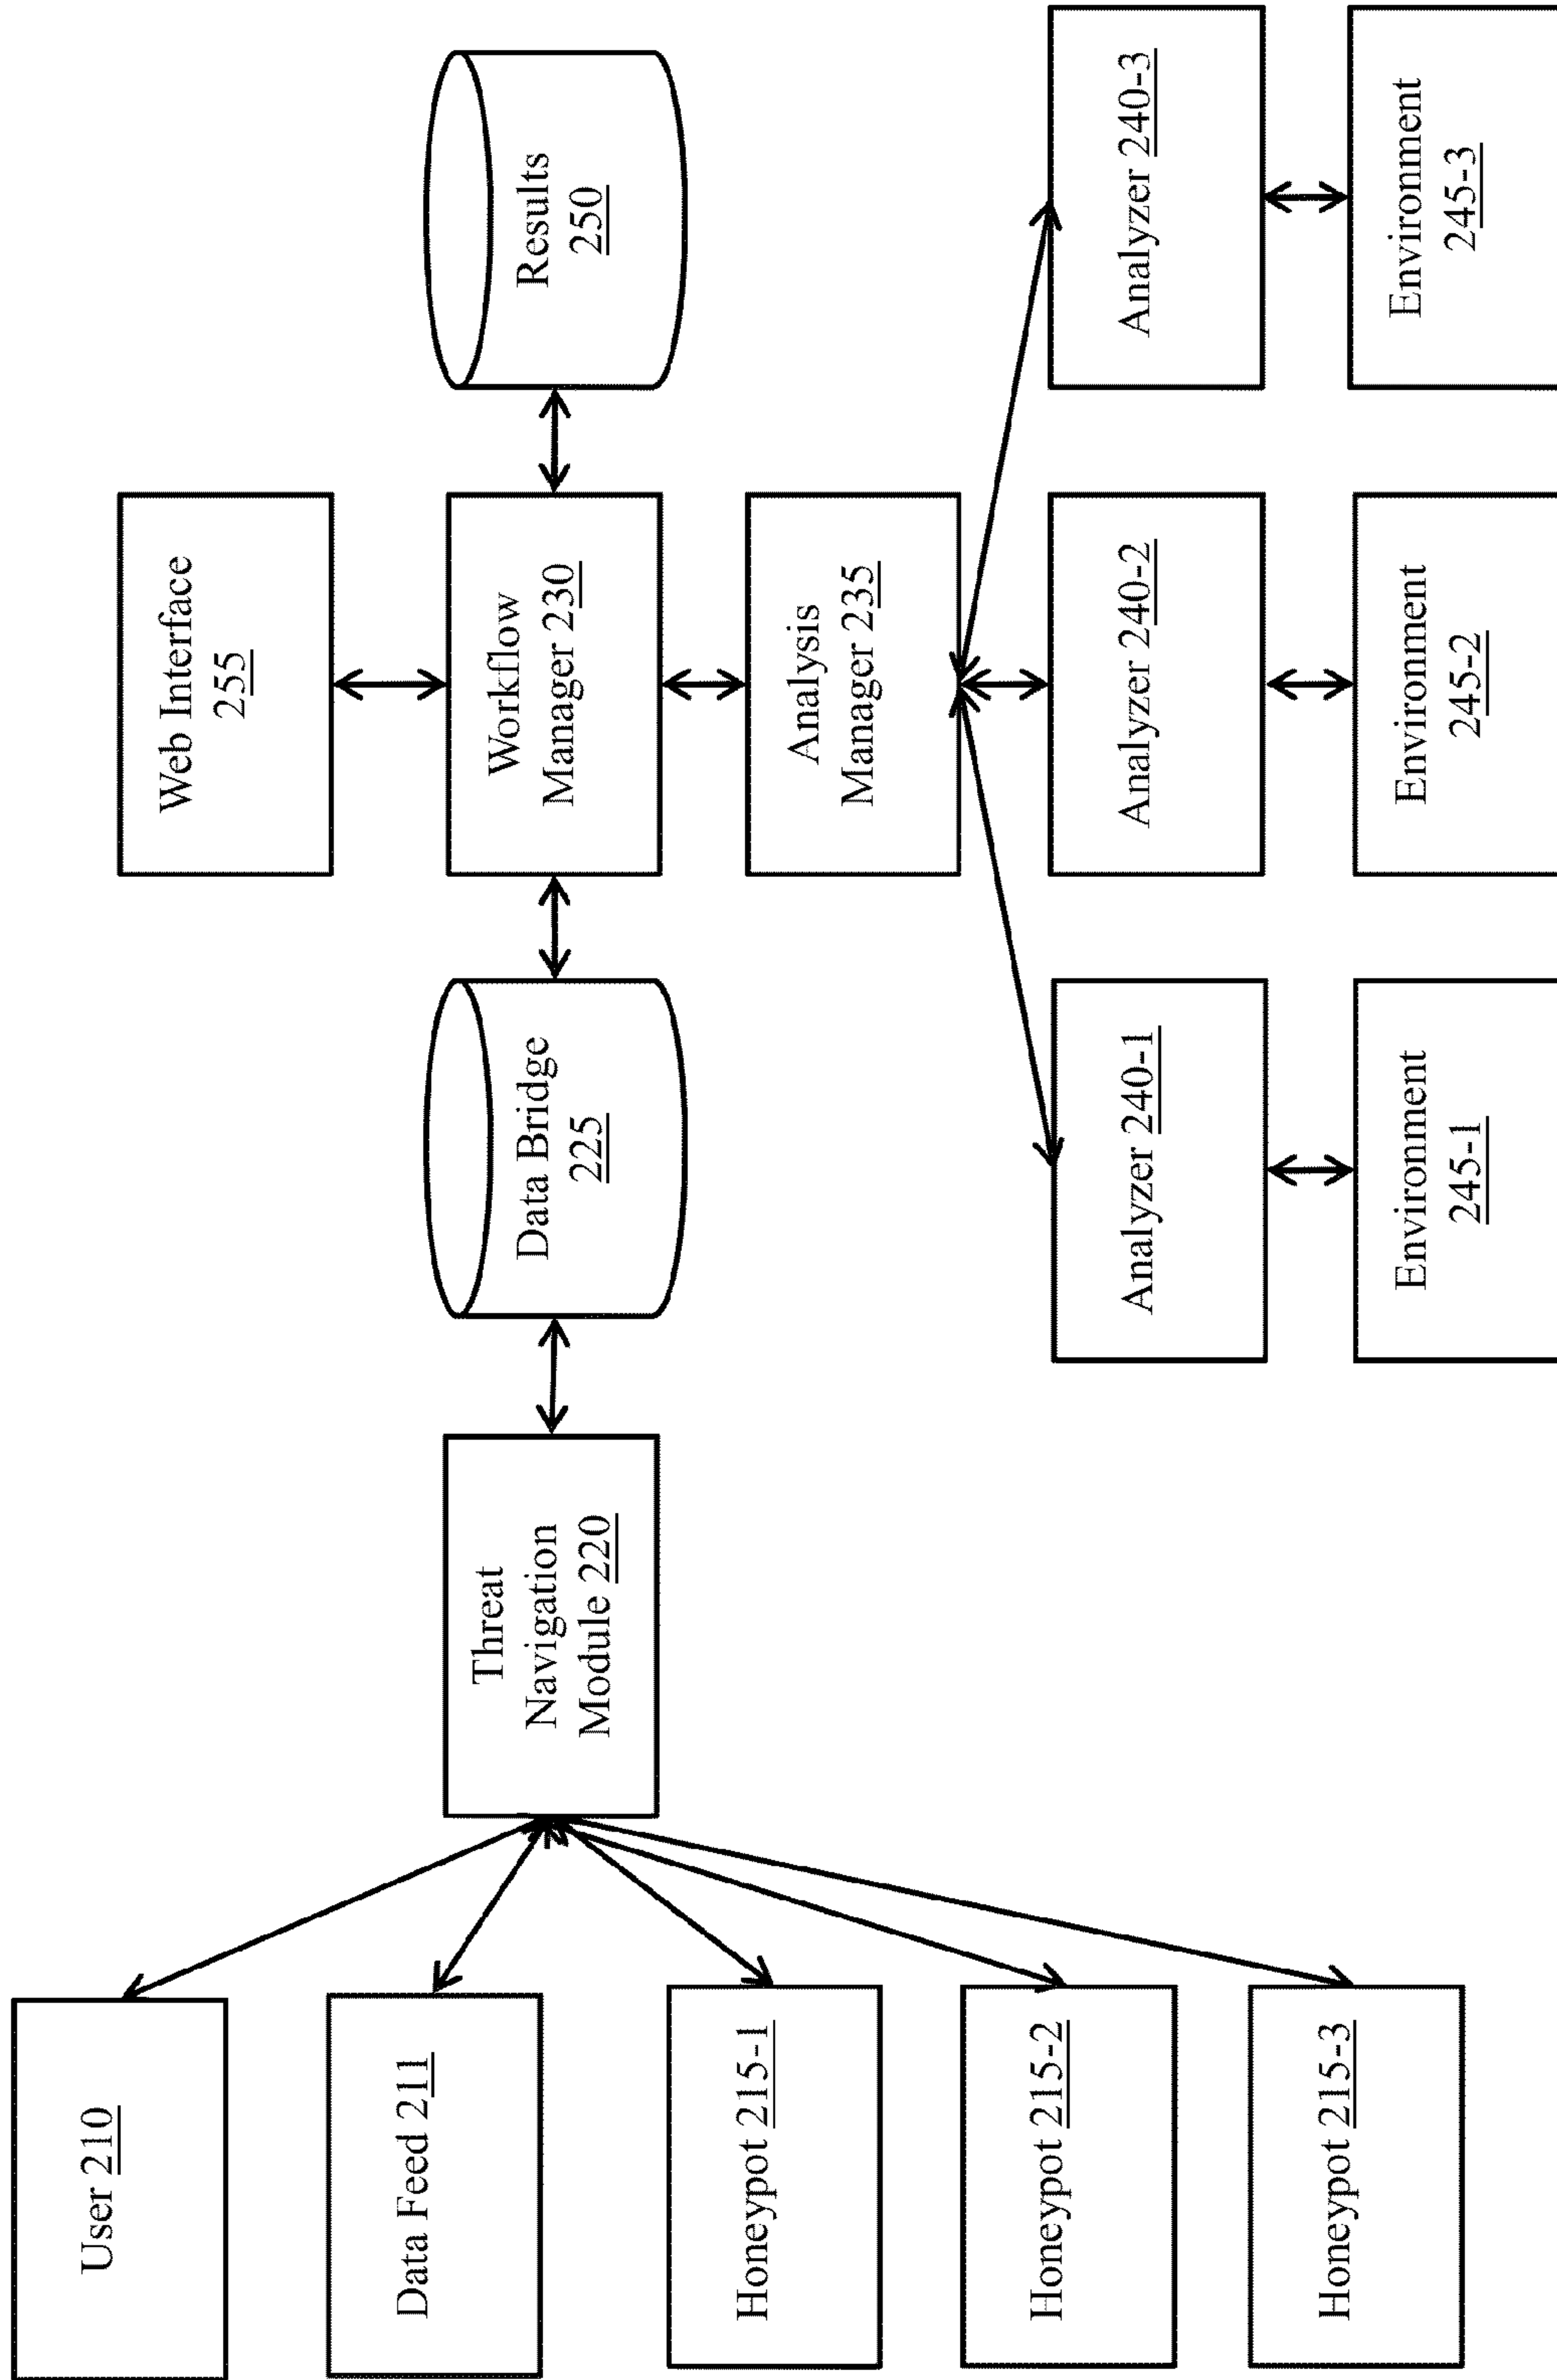 User 210
Data Feed 211
Honeypot 215-1
Honeypot 215-2
Honeypot 215-3
Threat
Navigation
Module 220
Data Bridge
225
Web Interface
255
Workflow
Manager 230
Analysis
Manager 235
Results
250
Analyzer 240-1
Analyzer 240-2
Analyzer 240-3
Environment
245-1
Environment
245-2
Environment
245-3